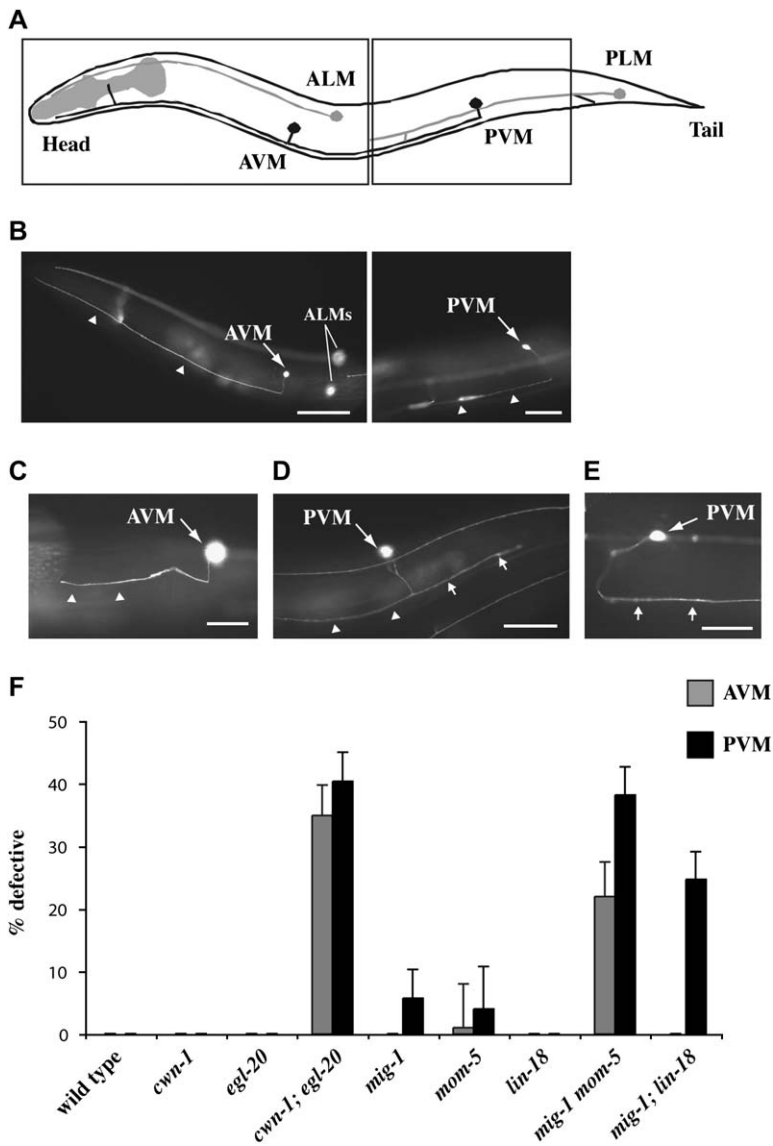 A
ALM
PLM
Head
AVM
PVM
Tail
B
AVM
ALMs
PVM
C
AVM
D
PVM
E
PVM
F
AVM
PVM
% defective
50
40
30
20
10
0
wild type
cwn-1
egl-20
cwn-1; egl-20
mig-1
mom-5
lin-18
mig-1 mom-5
mig-1; lin-18